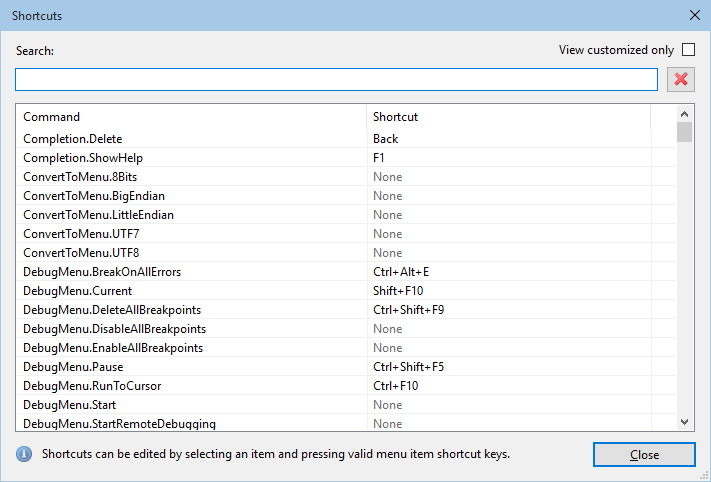 Shortcuts
Search:
View customized only
Command Shortcut
Completion.Delete Back
Completion.ShowHelp F1
ConvertToMenu.8Bits None
ConvertToMenu.BigEndian None
ConvertToMenu.LittleEndian None
ConvertToMenu.UTF7 None
ConvertToMenu.UTF8 None
DebugMenu.BreakOnAllErrors Ctrl+Alt+E
DebugMenu.Current Shift+F10
DebugMenu.DeleteAllBreakpoints Ctrl+Shift+F9
DebugMenu.DisableAllBreakpoints None
DebugMenu.EnableAllBreakpoints None
DebugMenu.Pause Ctrl+Shift+F5
DebugMenu.RunToCursor Ctrl+F10
DebugMenu.Start None
DebugMenu.StartRemoteDebugging None
Shortcuts can be edited by selecting an item and pressing valid menu item shortcut keys.
Close